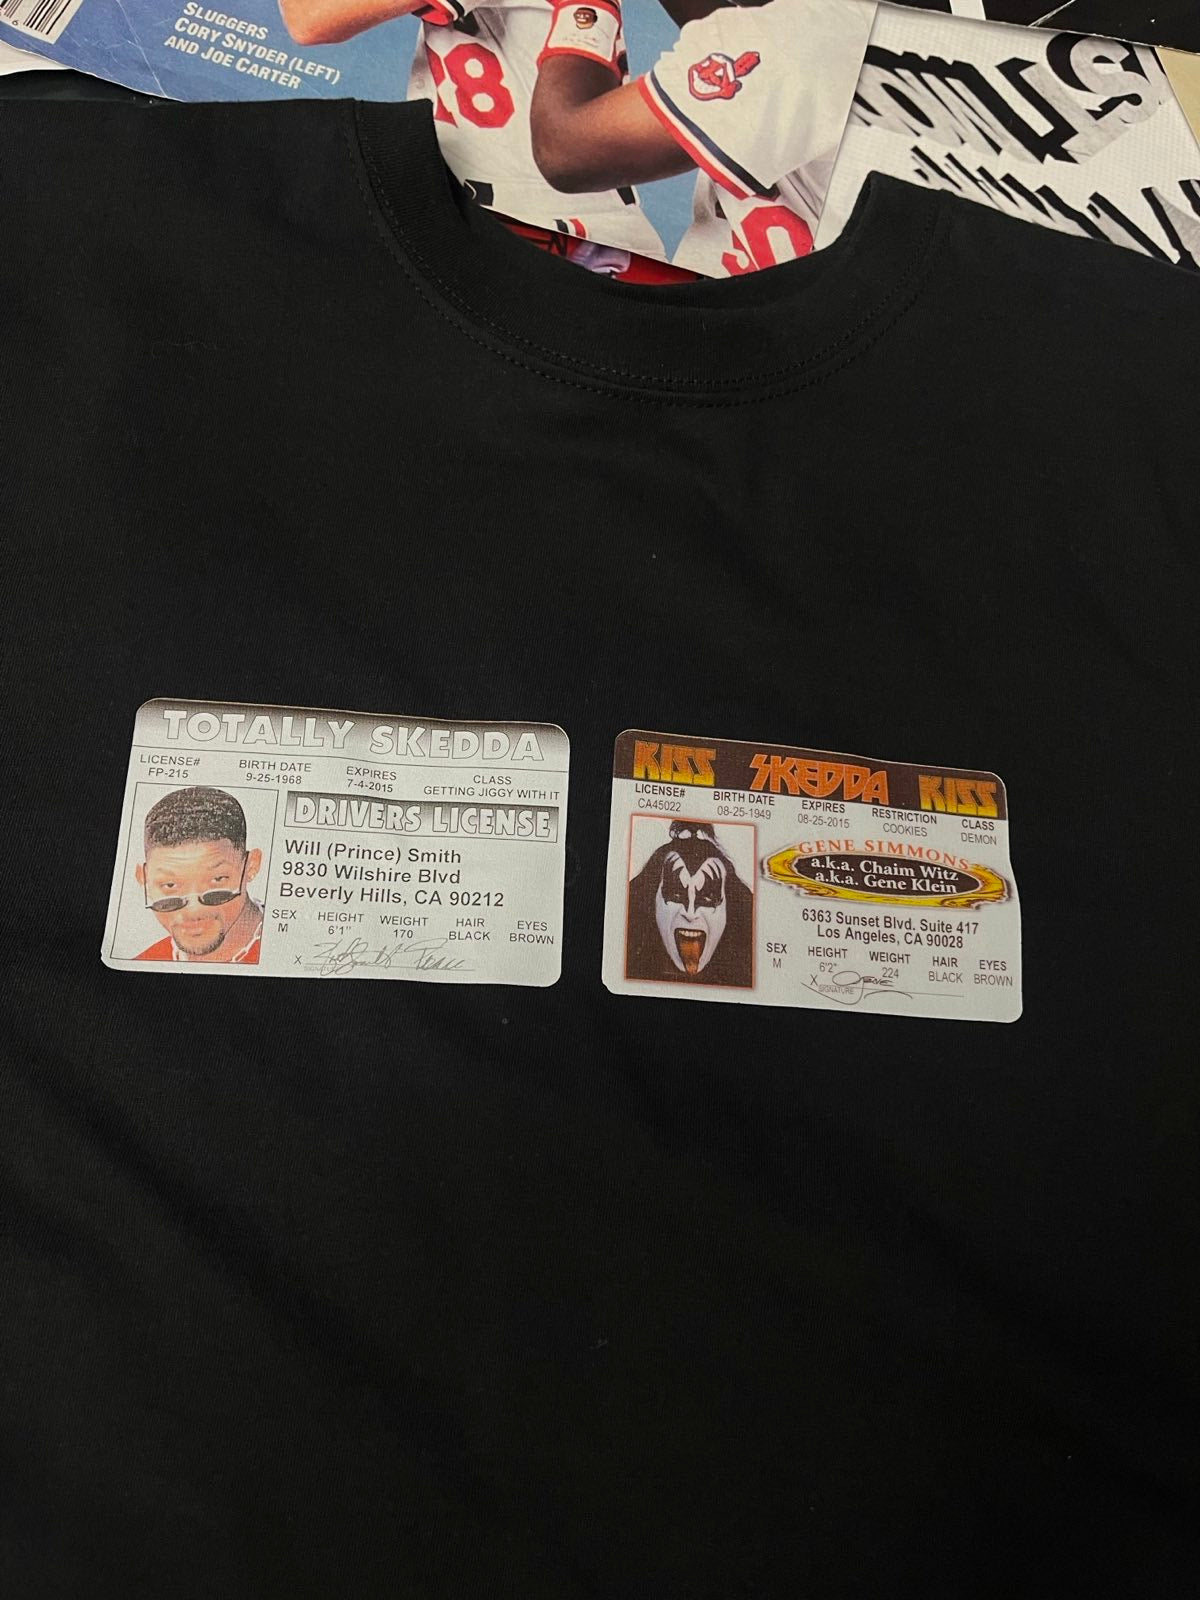 SLUGGERS
CORY SNYDER (LEFT)
AND JOE CARTER
28
30
TOTALLY SKEDDA
LICENSE# BIRTH DATE EXPIRES CLASS
FP-215 9-25-1968 7-4-2015 GETTING JIGGY WITH IT
DRIVERS LICENSE
Will (Prince) Smith
9830 Wilshire Blvd
Beverly Hills, CA 90212
SEX HEIGHT WEIGHT HAIR EYES
M 6'1" 170 BLACK BROWN
X
SIGNATURE
KISS SKEDDA KISS
LICENSE# BIRTH DATE EXPIRES RESTRICTION CLASS
CA45022 08-25-1949 08-25-2015 COOKIES DEMON
GENE SIMMONS
a.k.a. Chaim Witz
a.k.a. Gene Klein
6363 Sunset Blvd. Suite 417
Los Angeles, CA 90028
SEX HEIGHT WEIGHT HAIR EYES
M 6'2" 224 BLACK BROWN
X Gene
SIGNATURE